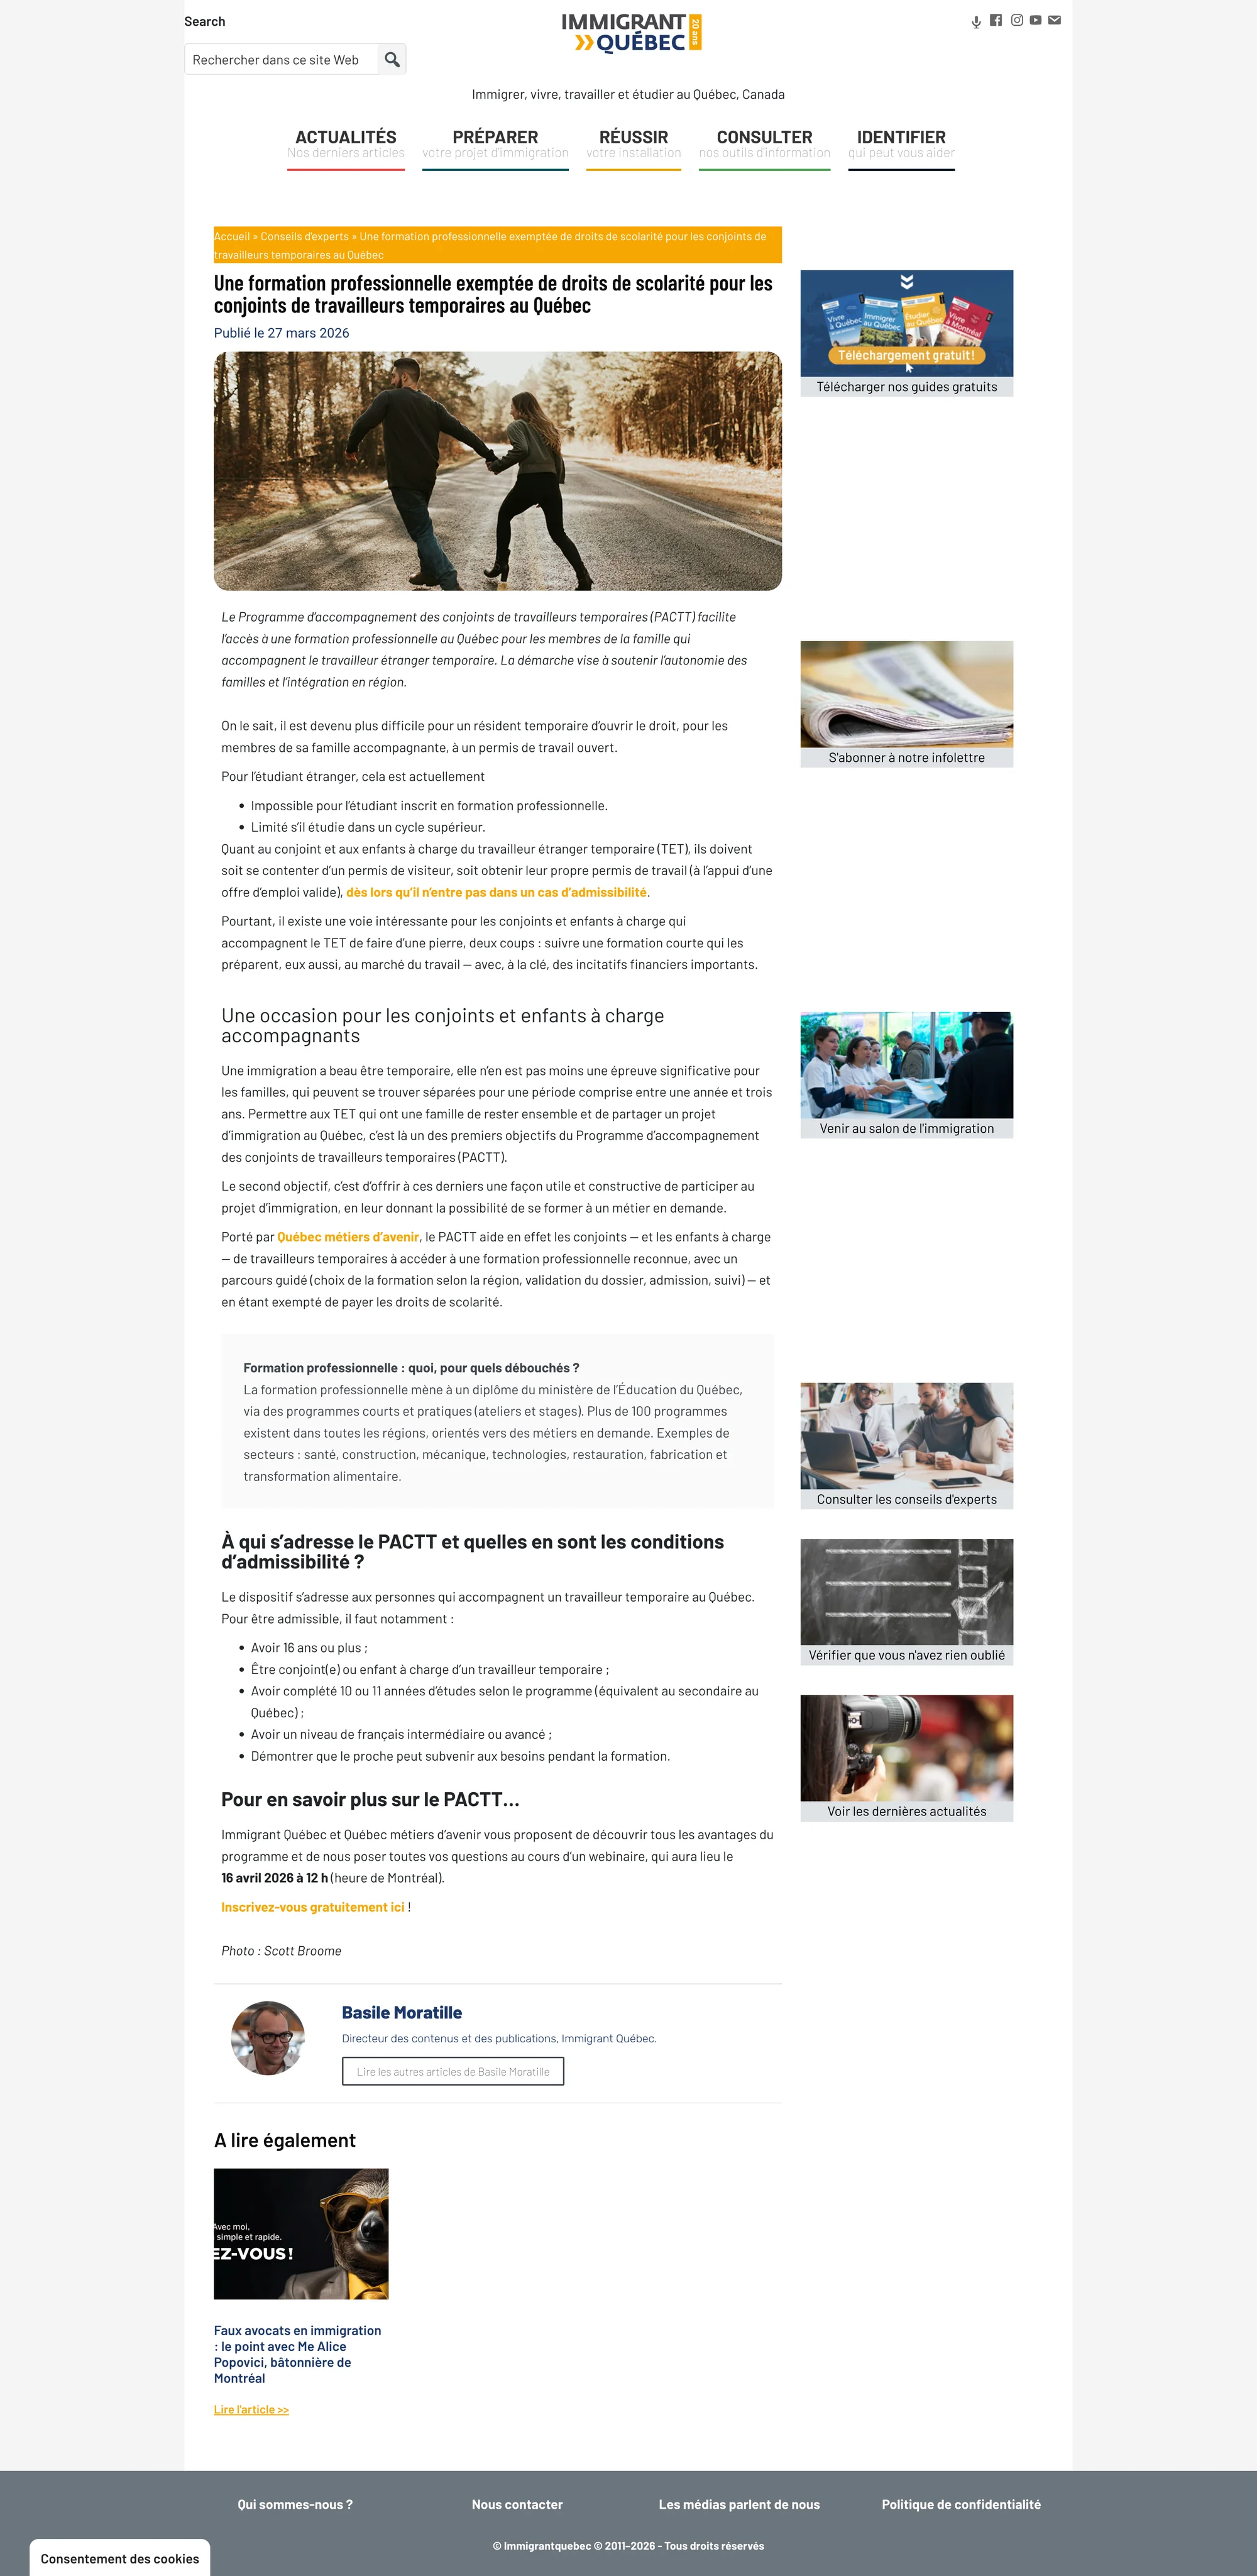 Search
Rechercher dans ce site Web
IMMIGRANT
QUÉBEC
20 ans
Immigrer, vivre, travailler et étudier au Québec, Canada
ACTUALITÉS
Nos derniers articles
PRÉPARER
votre projet d'immigration
RÉUSSIR
votre installation
CONSULTER
nos outils d'information
IDENTIFIER
qui peut vous aider
Accueil » Conseils d'experts » Une formation professionnelle exemptée de droits de scolarité pour les conjoints de
travailleurs temporaires au Québec
Une formation professionnelle exemptée de droits de scolarité pour les
conjoints de travailleurs temporaires au Québec
Publié le 27 mars 2026
Le Programme d’accompagnement des conjoints de travailleurs temporaires (PACTT) facilite
l’accès à une formation professionnelle au Québec pour les membres de la famille qui
accompagnent le travailleur étranger temporaire. La démarche vise à soutenir l’autonomie des
familles et l’intégration en région.
On le sait, il est devenu plus difficile pour un résident temporaire d’ouvrir le droit, pour les
membres de sa famille accompagnante, à un permis de travail ouvert.
Pour l’étudiant étranger, cela est actuellement
• Impossible pour l’étudiant inscrit en formation professionnelle.
• Limité s’il étudie dans un cycle supérieur.
Quant au conjoint et aux enfants à charge du travailleur étranger temporaire (TET), ils doivent
soit se contenter d’un permis de visiteur, soit obtenir leur propre permis de travail (à l’appui d’une
offre d’emploi valide), dès lors qu’il n’entre pas dans un cas d’admissibilité.
Pourtant, il existe une voie intéressante pour les conjoints et enfants à charge qui
accompagnent le TET de faire d’une pierre, deux coups : suivre une formation courte qui les
préparent, eux aussi, au marché du travail — avec, à la clé, des incitatifs financiers importants.
Une occasion pour les conjoints et enfants à charge
accompagnants
Une immigration a beau être temporaire, elle n’en est pas moins une épreuve significative pour
les familles, qui peuvent se trouver séparées pour une période comprise entre une année et trois
ans. Permettre aux TET qui ont une famille de rester ensemble et de partager un projet
d’immigration au Québec, c’est là un des premiers objectifs du Programme d’accompagnement
des conjoints de travailleurs temporaires (PACTT).
Le second objectif, c’est d’offrir à ces derniers une façon utile et constructive de participer au
projet d’immigration, en leur donnant la possibilité de se former à un métier en demande.
Porté par Québec métiers d’avenir, le PACTT aide en effet les conjoints — et les enfants à charge
— de travailleurs temporaires à accéder à une formation professionnelle reconnue, avec un
parcours guidé (choix de la formation selon la région, validation du dossier, admission, suivi) — et
en étant exempté de payer les droits de scolarité.
Formation professionnelle : quoi, pour quels débouchés ?
La formation professionnelle mène à un diplôme du ministère de l’Éducation du Québec,
via des programmes courts et pratiques (ateliers et stages). Plus de 100 programmes
existent dans toutes les régions, orientés vers des métiers en demande. Exemples de
secteurs : santé, construction, mécanique, technologies, restauration, fabrication et
transformation alimentaire.
À qui s’adresse le PACTT et quelles en sont les conditions
d’admissibilité ?
Le dispositif s’adresse aux personnes qui accompagnent un travailleur temporaire au Québec.
Pour être admissible, il faut notamment :
• Avoir 16 ans ou plus ;
• Être conjoint(e) ou enfant à charge d’un travailleur temporaire ;
• Avoir complété 10 ou 11 années d’études selon le programme (équivalent au secondaire au
Québec) ;
• Avoir un niveau de français intermédiaire ou avancé ;
• Démontrer que le proche peut subvenir aux besoins pendant la formation.
Pour en savoir plus sur le PACTT…
Immigrant Québec et Québec métiers d’avenir vous proposent de découvrir tous les avantages du
programme et de nous poser toutes vos questions au cours d’un webinaire, qui aura lieu le
16 avril 2026 à 12 h (heure de Montréal).
Inscrivez-vous gratuitement ici !
Photo : Scott Broome
Basile Moratille
Directeur des contenus et des publications, Immigrant Québec.
Lire les autres articles de Basile Moratille
A lire également
Avec moi,
simple et rapide.
EZ-VOUS !
Faux avocats en immigration
: le point avec Me Alice
Popovici, bâtonnière de
Montréal
Lire l'article >>
Vivre
à Québec
Immigrer
au Québec
Étudier
au Québec
Vivre
à Montréal
Téléchargement gratuit !
Télécharger nos guides gratuits
S'abonner à notre infolettre
Venir au salon de l'immigration
Consulter les conseils d'experts
Vérifier que vous n'avez rien oublié
Voir les dernières actualités
Qui sommes-nous ?
Nous contacter
Les médias parlent de nous
Politique de confidentialité
© Immigrantquebec © 2011–2026 - Tous droits réservés
Consentement des cookies